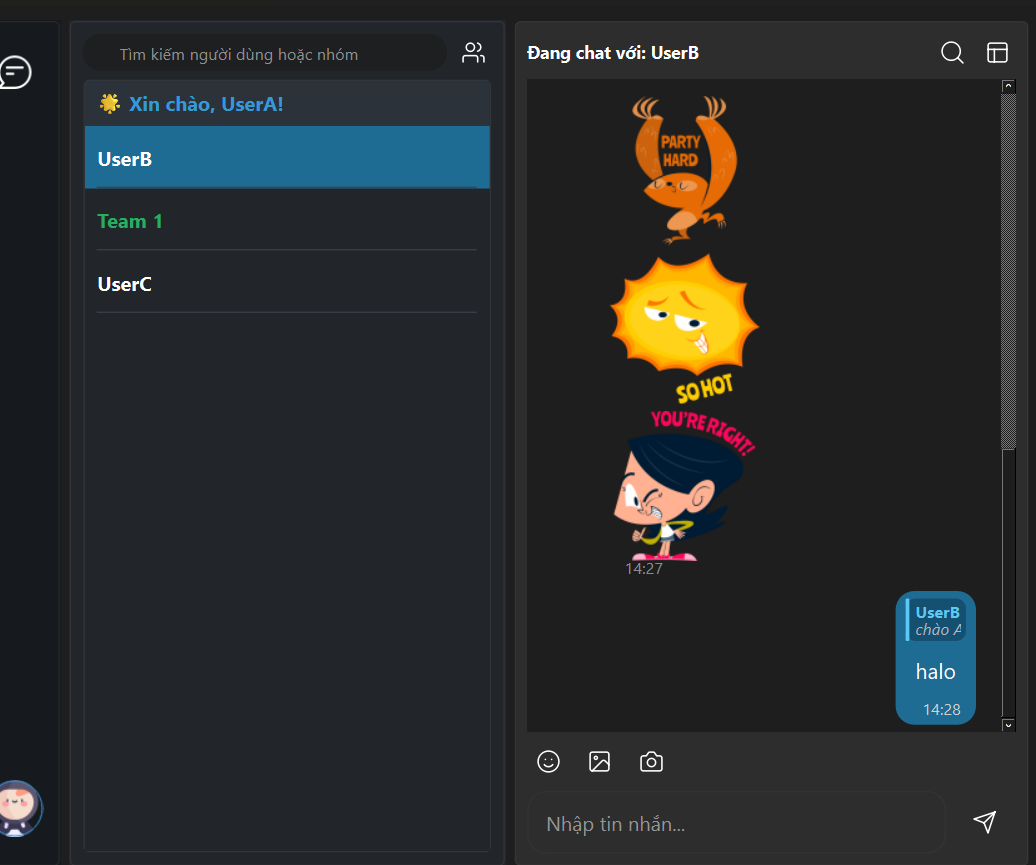 Tìm kiếm người dùng hoặc nhóm
Xin chào, UserA!
UserB
Team 1
UserC
Đang chat với: UserB
PARTY
HARD
SO HOT
YOU'RE RIGHT!
14:27
UserB
chào A
halo
14:28
Nhập tin nhắn...